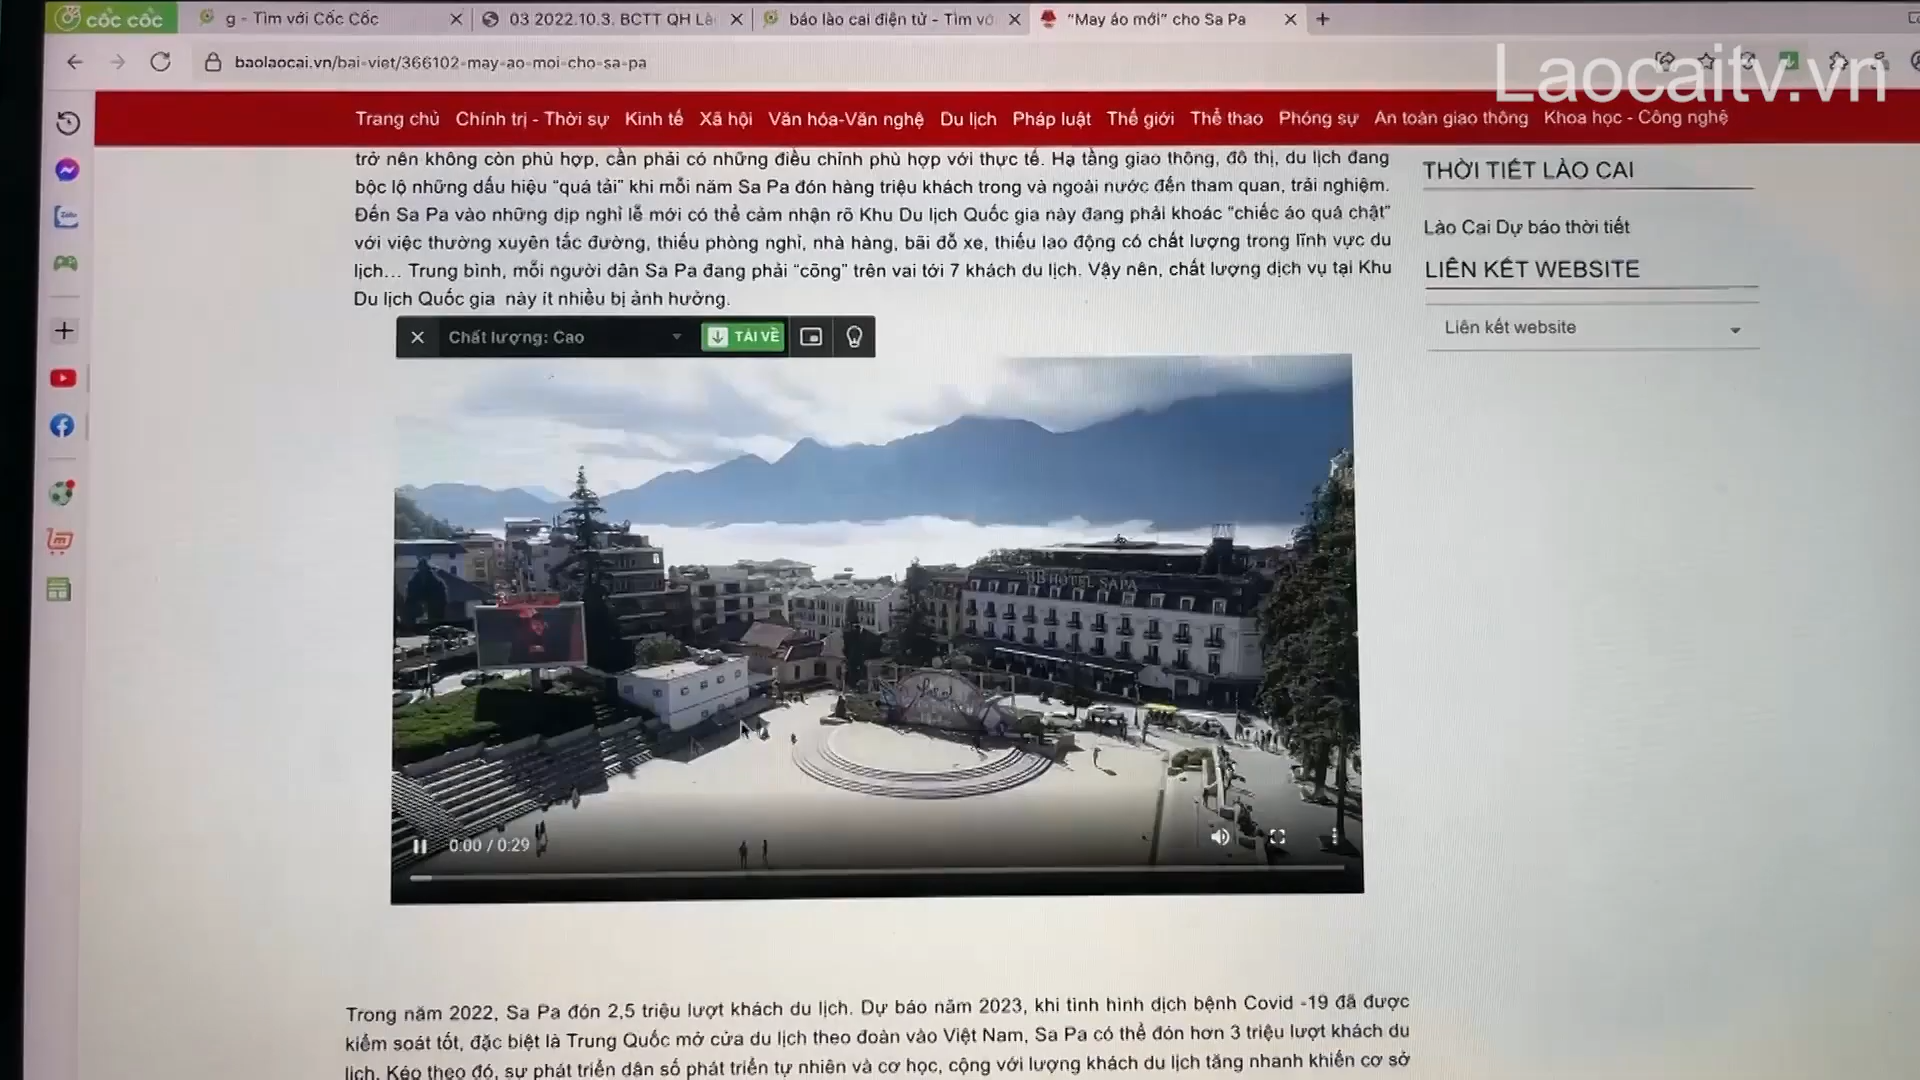 cốc cốc
g - Tìm với Cốc Cốc
03 2022.10.3. BCTT QH Là
báo lào cai điện tử - Tìm vớ
"May áo mới" cho Sa Pa
baolaocai.vn/bai-viet/366102-may-ao-moi-cho-sa-pa
Laocaitv.vn
Trang chủ Chính trị - Thời sự Kinh tế Xã hội Văn hóa-Văn nghệ Du lịch Pháp luật Thế giới Thể thao Phóng sự An toàn giao thông Khoa học - Công nghệ
trở nên không còn phù hợp, cần phải có những điều chỉnh phù hợp với thực tế. Hạ tầng giao thông, đô thị, du lịch đang
bộc lộ những dấu hiệu "quá tải" khi mỗi năm Sa Pa đón hàng triệu khách trong và ngoài nước đến tham quan, trải nghiệm.
Đến Sa Pa vào những dịp nghỉ lễ mới có thể cảm nhận rõ Khu Du lịch Quốc gia này đang phải khoác "chiếc áo quá chật"
với việc thường xuyên tắc đường, thiếu phòng nghỉ, nhà hàng, bãi đỗ xe, thiếu lao động có chất lượng trong lĩnh vực du
lịch... Trung bình, mỗi người dân Sa Pa đang phải "cõng" trên vai tới 7 khách du lịch. Vậy nên, chất lượng dịch vụ tại Khu
Du lịch Quốc gia này ít nhiều bị ảnh hưởng.
THỜI TIẾT LÀO CAI
Lào Cai Dự báo thời tiết
LIÊN KẾT WEBSITE
Liên kết website
Zalo
Chất lượng: Cao
TẢI VỀ
HOTEL SAPA
0:00 / 0:29
Trong năm 2022, Sa Pa đón 2,5 triệu lượt khách du lịch. Dự báo năm 2023, khi tình hình dịch bệnh Covid -19 đã được
kiểm soát tốt, đặc biệt là Trung Quốc mở cửa du lịch theo đoàn vào Việt Nam, Sa Pa có thể đón hơn 3 triệu lượt khách du
lịch. Kéo theo đó, sự phát triển dân số phát triển tự nhiên và cơ học, cộng với lượng khách du lịch tăng nhanh khiến cơ sở